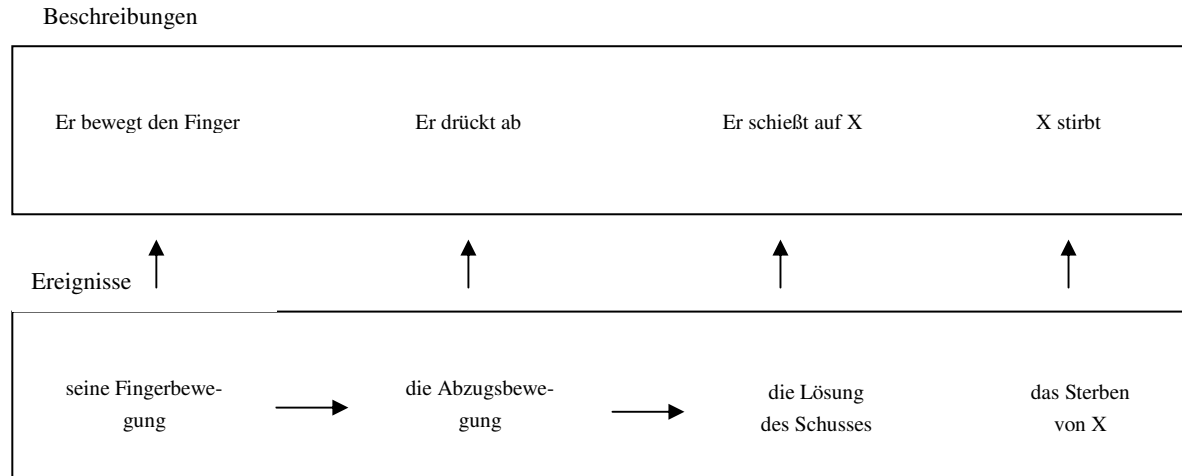 Beschreibungen
Er bewegt den Finger
Er drückt ab
Er schießt auf X
X stirbt
Ereignisse
seine Fingerbewe-
gung
die Abzugsbewe-
gung
die Lösung
des Schusses
das Sterben
von X